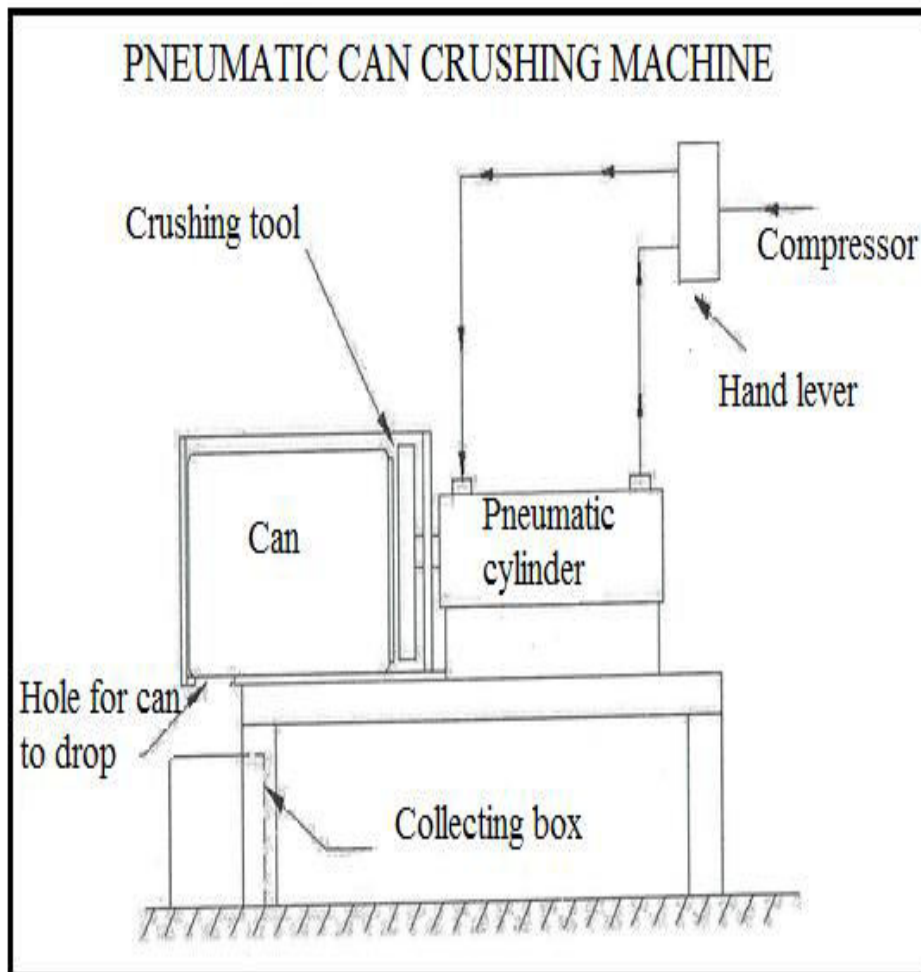 PNEUMATIC CAN CRUSHING MACHINE
Crushing tool
Compressor
Hand lever
Can
Pneumatic
cylinder
Hole for can
to drop
Collecting box